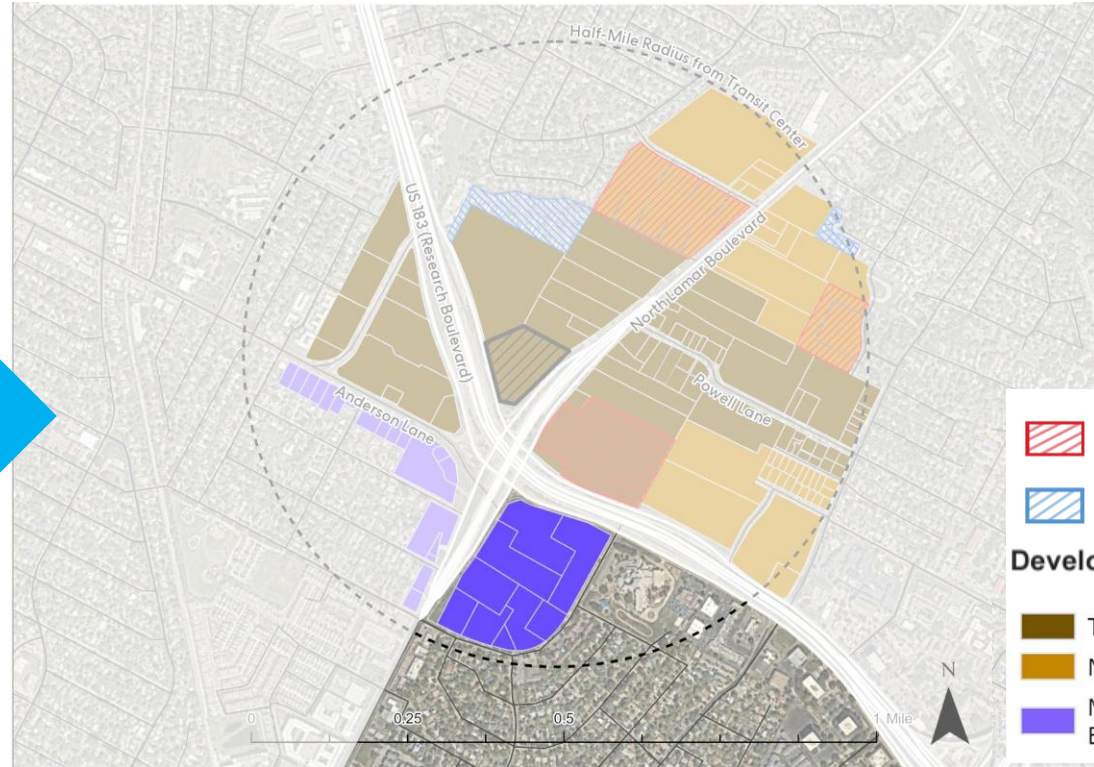 Half-Mile Radius from Transit Center
US 183 (Research Boulevard)
North Lamar Boulevard
Anderson Lane
Powell Lane
N
0
0.25
0.5
1 Mile